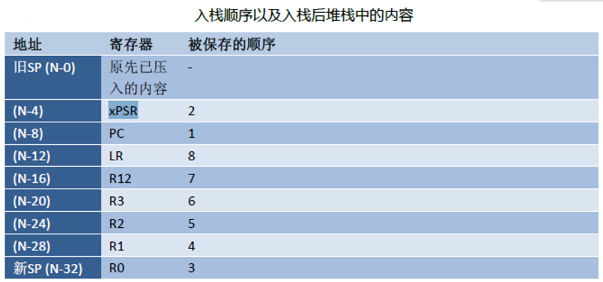 入栈顺序以及入栈后堆栈中的内容
地址 寄存器 被保存的顺序
旧SP (N-0) 原先已压 -
入的内容
(N-4) xPSR 2
(N-8) PC 1
(N-12) LR 8
(N-16) R12 7
(N-20) R3 6
(N-24) R2 5
(N-28) R1 4
新SP (N-32) R0 3